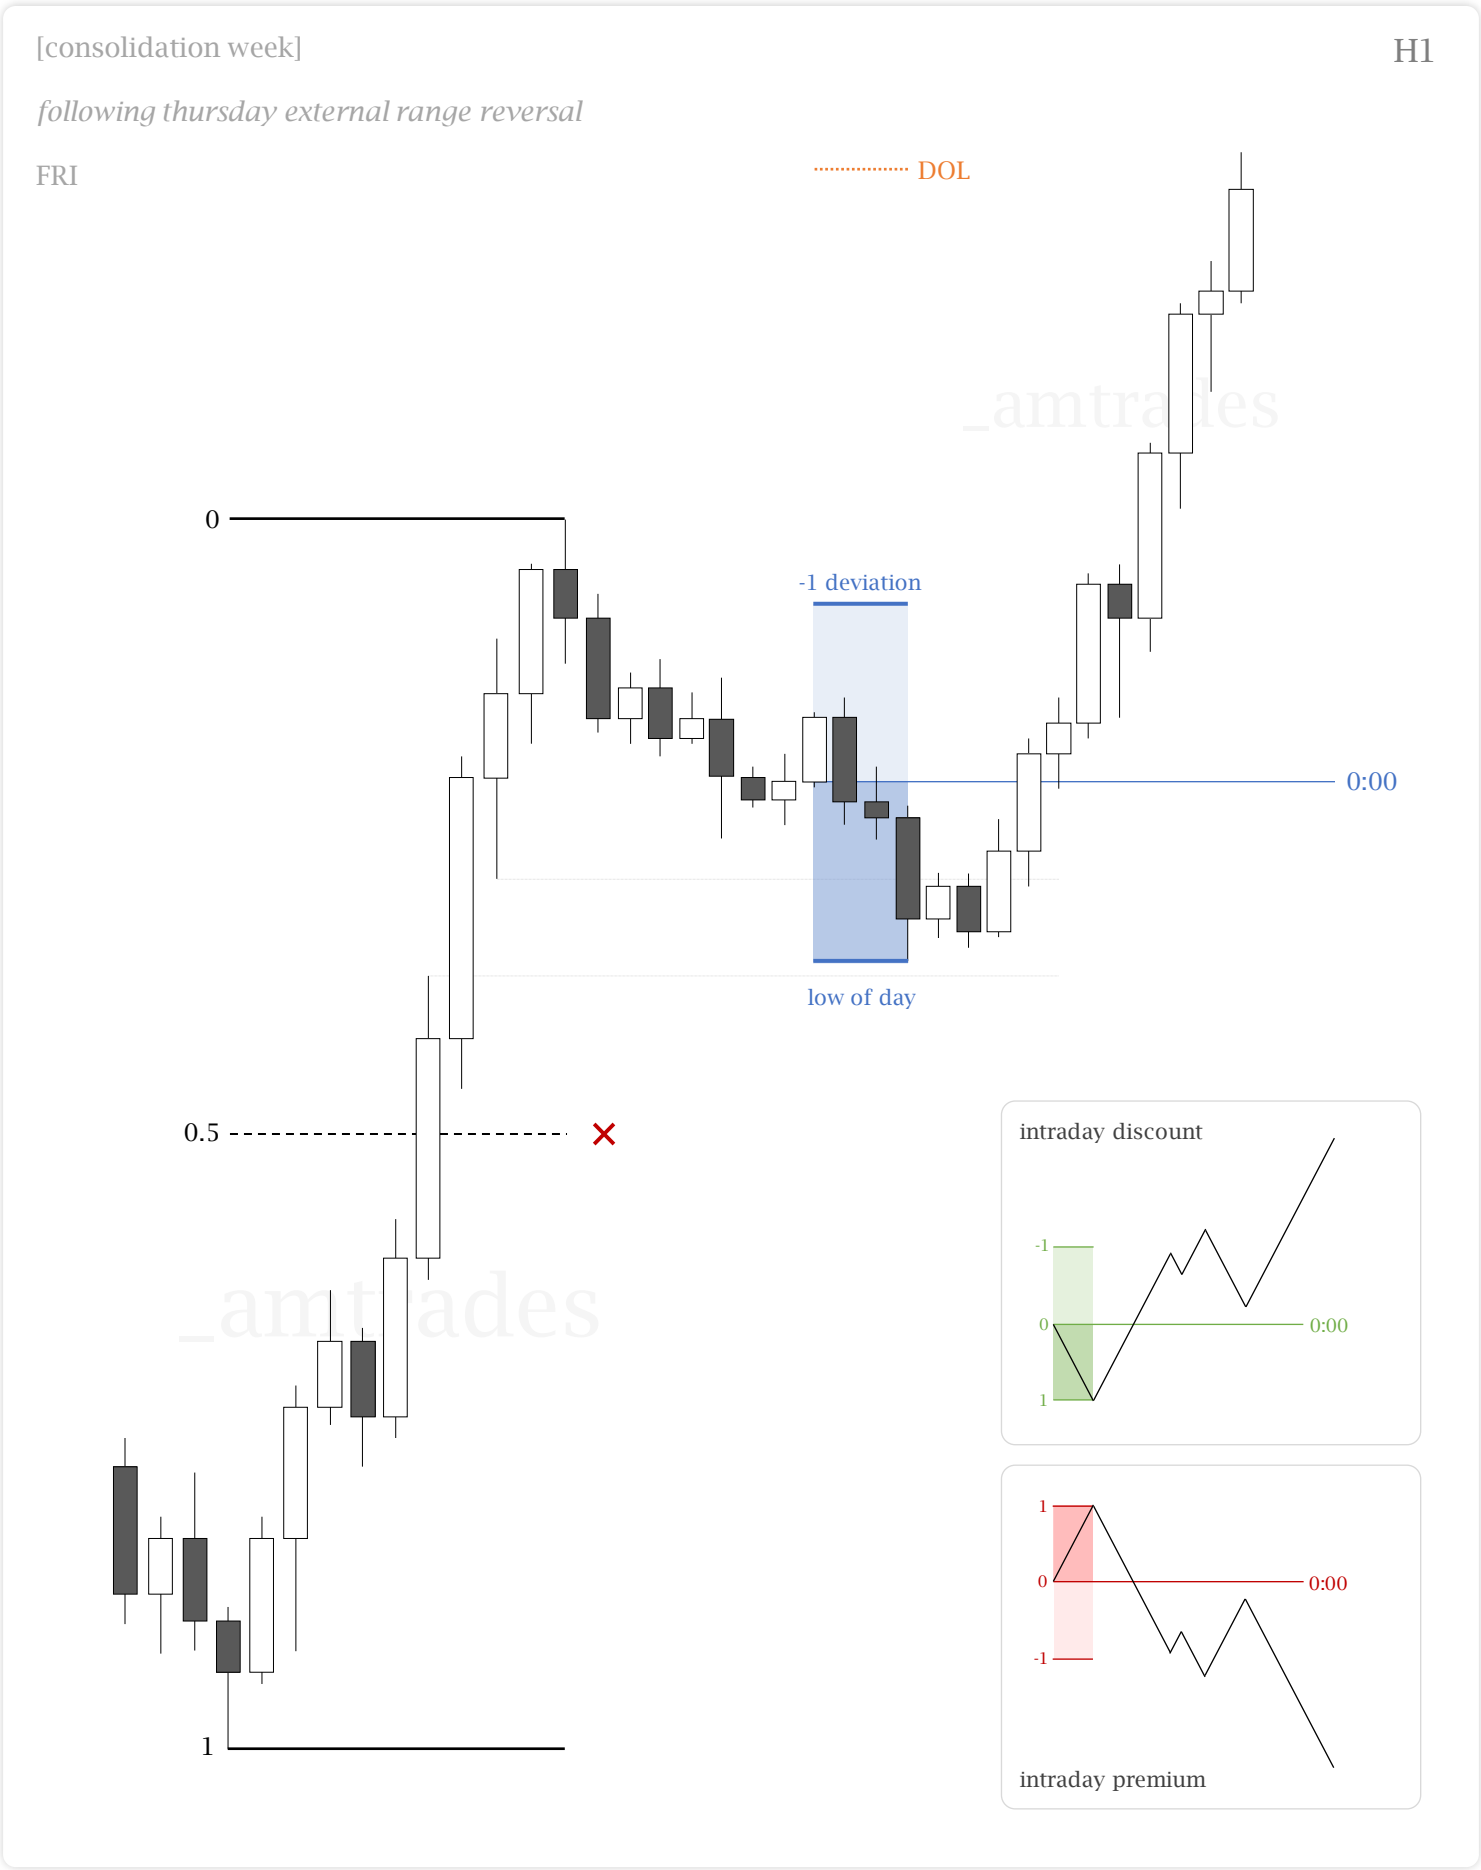 [consolidation week]
H1
following thursday external range reversal
FRI
DOL
_amtrades
0
-1 deviation
0:00
low of day
0.5
intraday discount
-1
0
0:00
1
_amtrades
1
0
0:00
-1
1
intraday premium